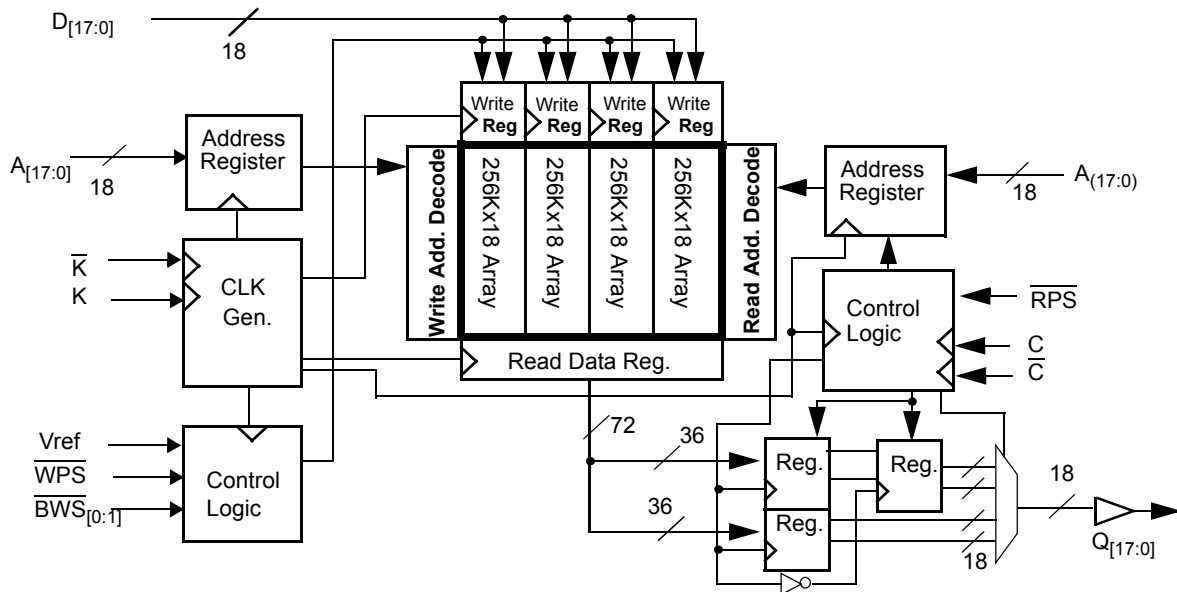 D[17:0]
18
Write Reg
Write Reg
Write Reg
Write Reg
A[17:0]
18
Address
Register
Write Add. Decode
256Kx18 Array
256Kx18 Array
256Kx18 Array
256Kx18 Array
Read Add. Decode
Address
Register
18
A(17:0)
K̅
K
CLK
Gen.
Read Data Reg.
Control
Logic
R̅P̅S̅
C
C̅
Vref
W̅P̅S̅
B̅W̅S̅[0:1]
Control
Logic
72
36
36
Reg.
Reg.
Reg.
18
18
Q[17:0]